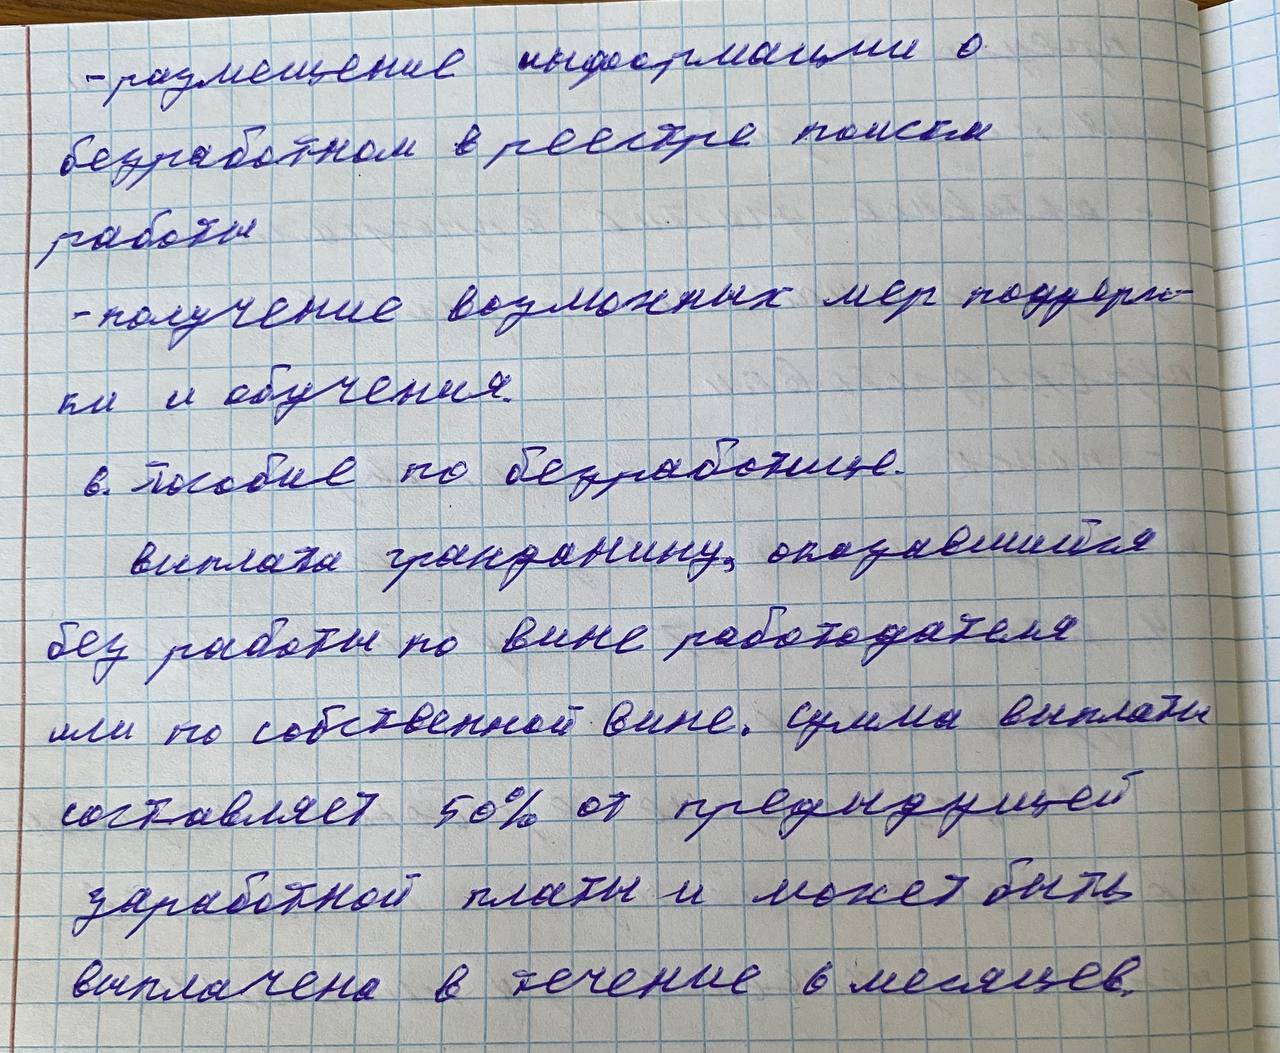 -размещение информации о
безработном в реестре поиска
работы
-получение возможных мер поддерж-
ки и обучения.
в. Пособие по безработице.
выплата гражданину, оказавшийся
без работы по вине работодателя
или по собственной вине. Сумма выплаты
составляет 50% от предыдущей
заработной платы и может быть
выплачена в течение 6 месяцев.